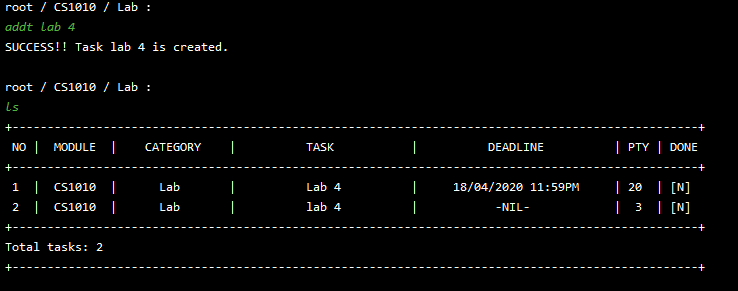 root / CS1010 / Lab :
addt lab 4
SUCCESS!! Task lab 4 is created.
root / CS1010 / Lab :
ls
+---------------------------------------------------------------------------------------------------+
NO | MODULE | CATEGORY | TASK | DEADLINE | PTY | DONE
+---------------------------------------------------------------------------------------------------+
1 | CS1010 | Lab | Lab 4 | 18/04/2020 11:59PM | 20 | [N]
2 | CS1010 | Lab | lab 4 | -NIL- | 3 | [N]
+---------------------------------------------------------------------------------------------------+
Total tasks: 2
+---------------------------------------------------------------------------------------------------+